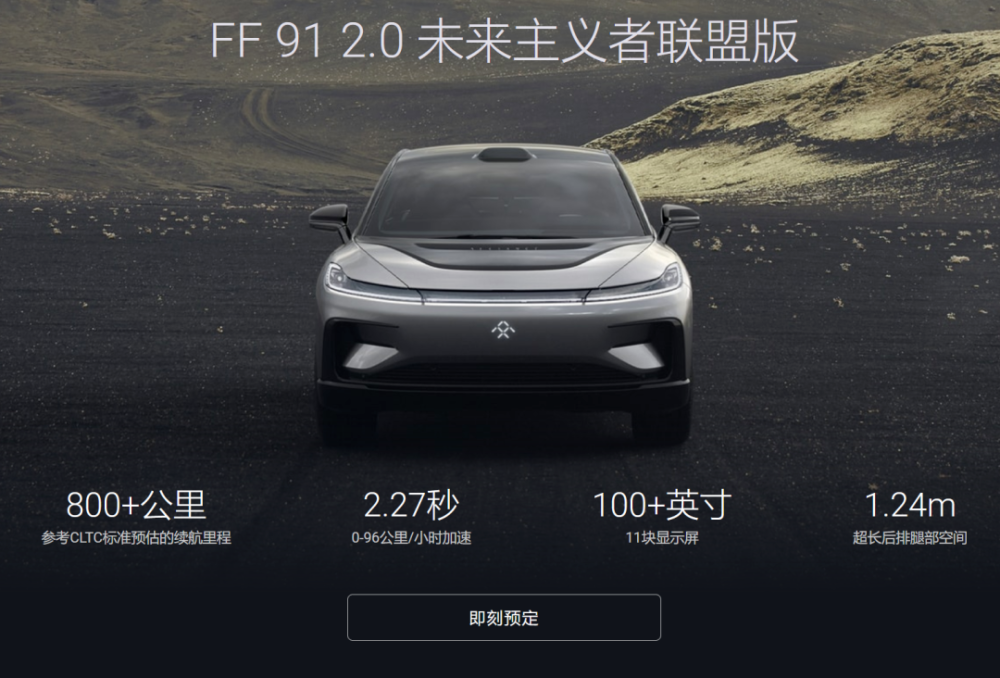 FF 91 2.0 未来主义者联盟版
800+公里
参考CLTC标准预估的续航里程
2.27秒
0-96公里/小时加速
100+英寸
11块显示屏
1.24m
超长后排腿部空间
即刻预定